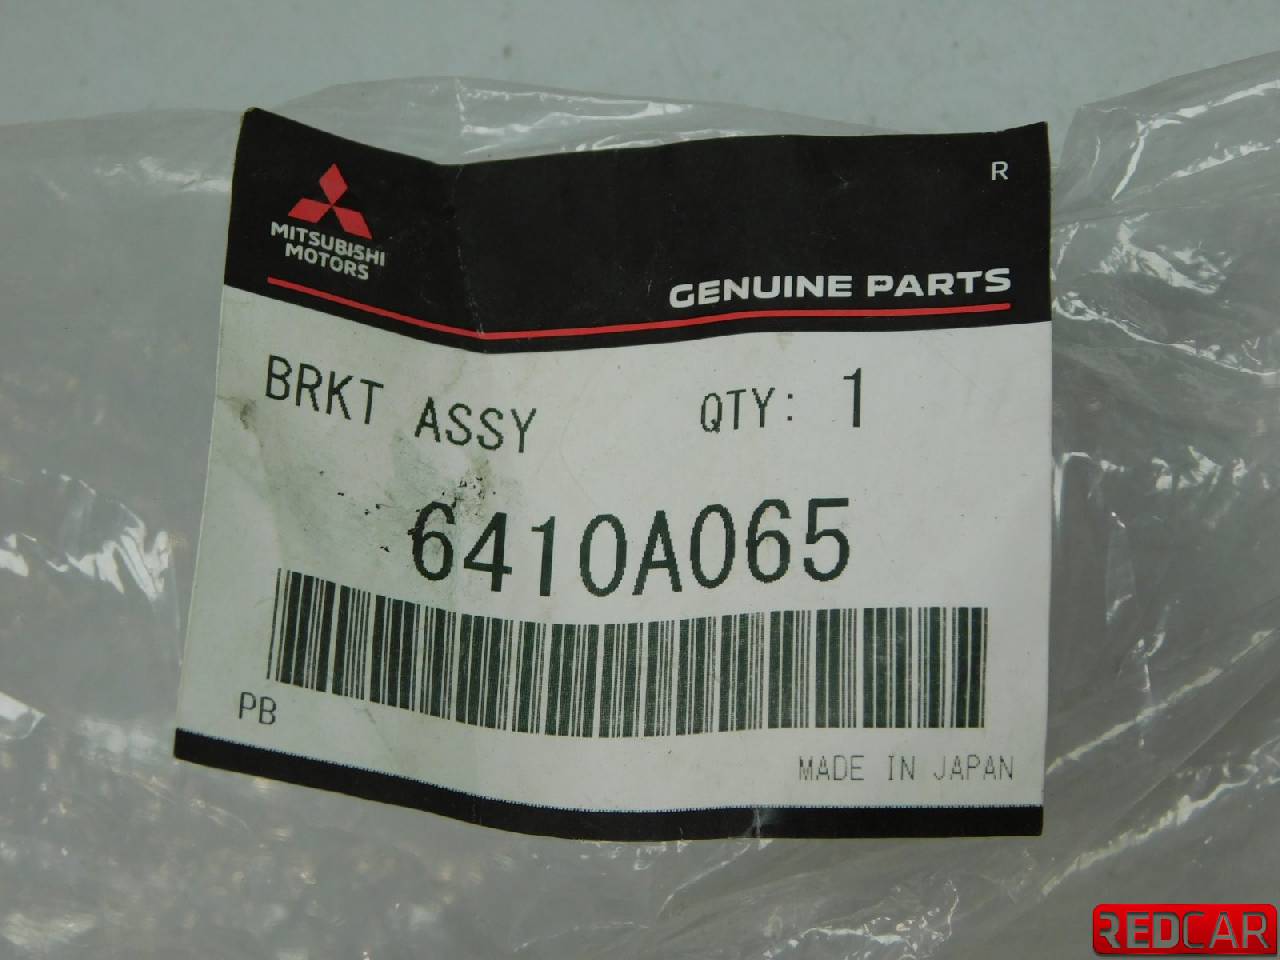 R
MITSUBISHI
MOTORS
GENUINE PARTS
BRKT ASSY QTY: 1
6410A065
PB
MADE IN JAPAN
REDCAR